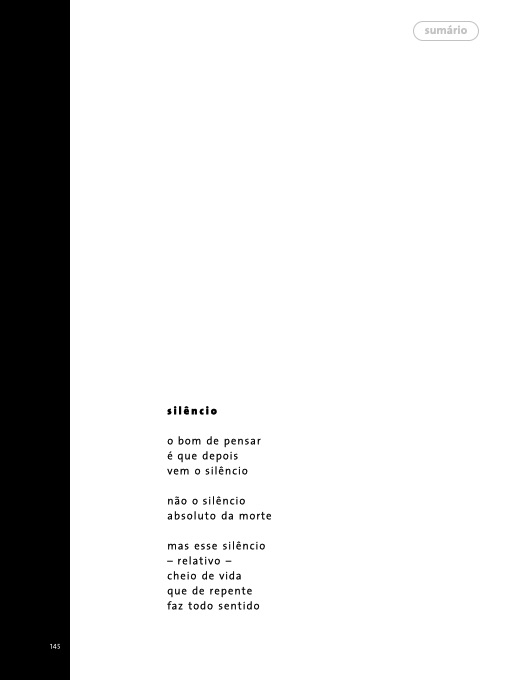 sumário
silêncio
o bom de pensar
é que depois
vem o silêncio
não o silêncio
absoluto da morte
mas esse silêncio
– relativo –
cheio de vida
que de repente
faz todo sentido
145